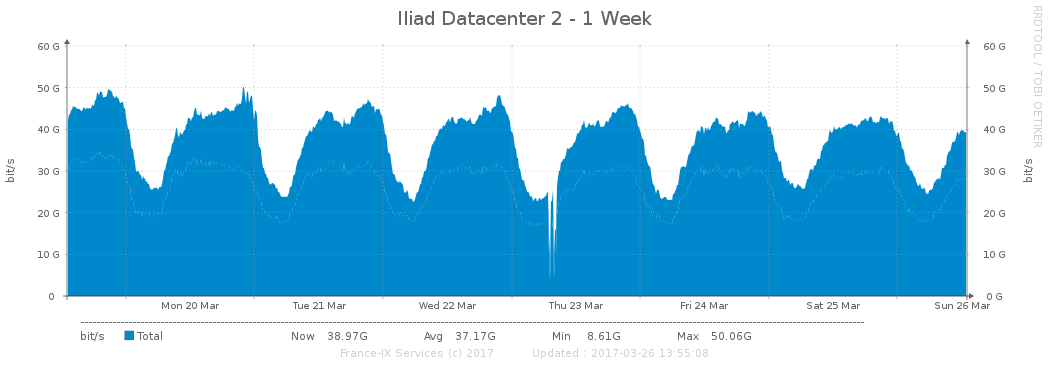 Iliad Datacenter 2 - 1 Week
RRDTOOL / TOBI OETIKER
60 G 60 G
50 G 50 G
40 G 40 G
30 G 30 G
20 G 20 G
10 G 10 G
0 0 G
bit/s
bit/s
Mon 20 Mar Tue 21 Mar Wed 22 Mar Thu 23 Mar Fri 24 Mar Sat 25 Mar Sun 26 Mar
bit/s Total Now 38.97G Avg 37.17G Min 8.61G Max 50.06G
France-IX Services (c) 2017 Updated : 2017-03-26 13:55:08